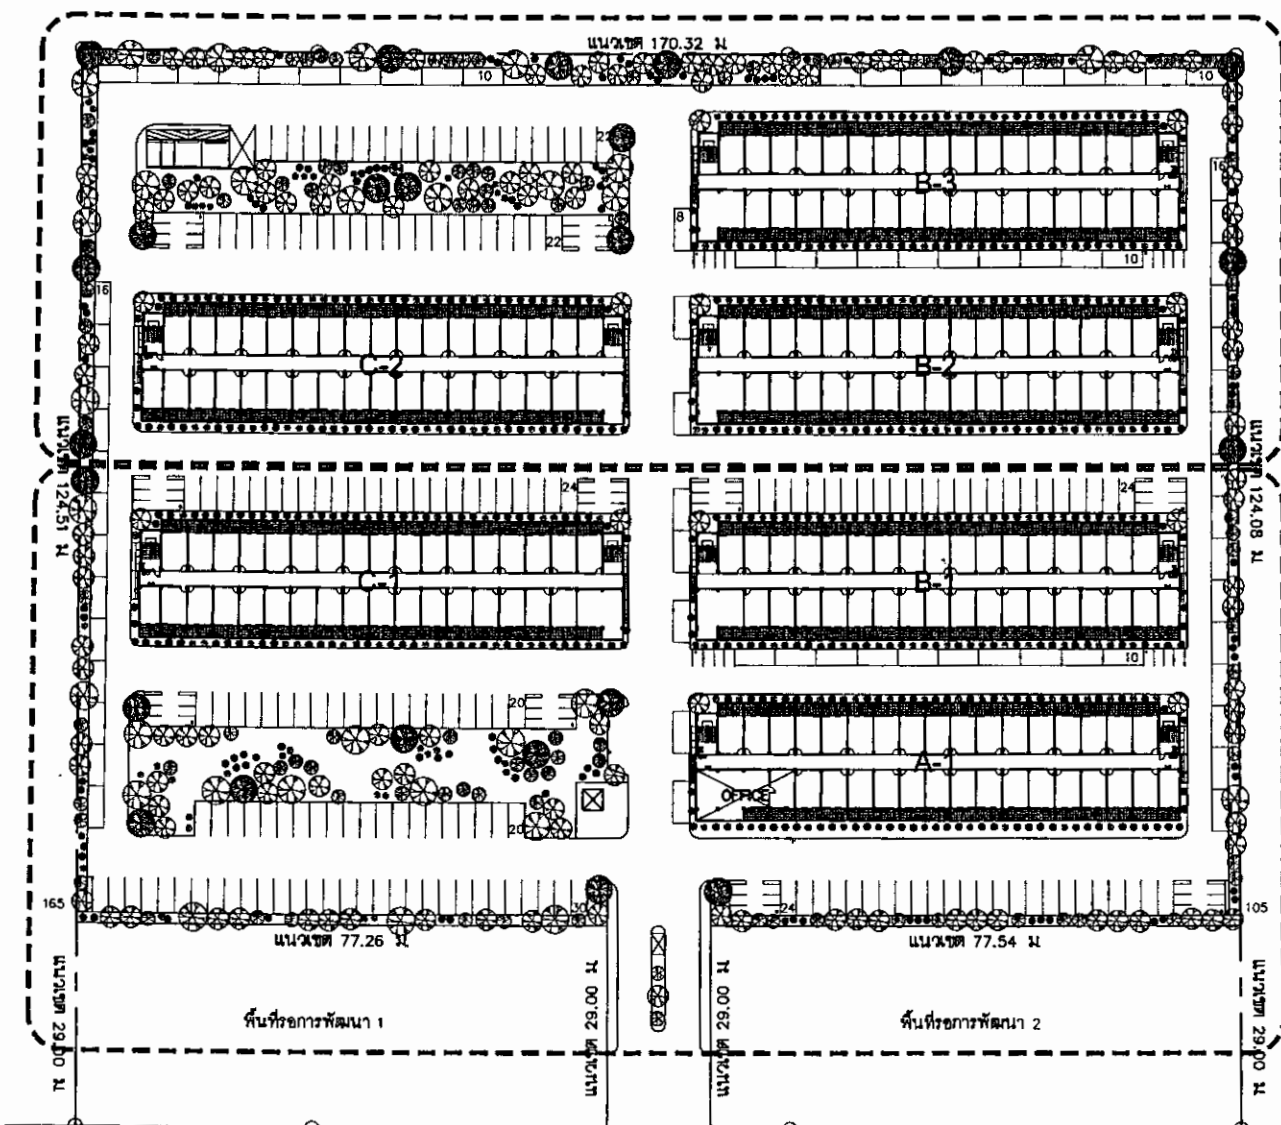 แนวเขต 170.32 ม
10
10
22
B-3
16
8
22
10
16
C-2
B-2
แนวเขต 124.51 ม
แนวเขต 124.08 ม
24
24
C-1
B-1
10
20
A-1
OFFICE
20
165
30
24
105
แนวเขต 77.26 ม
แนวเขต 77.54 ม
แนวเขต 29.00 ม
แนวเขต 29.00 ม
แนวเขต 29.00 ม
แนวเขต 29.00 ม
พื้นที่รอการพัฒนา 1
พื้นที่รอการพัฒนา 2